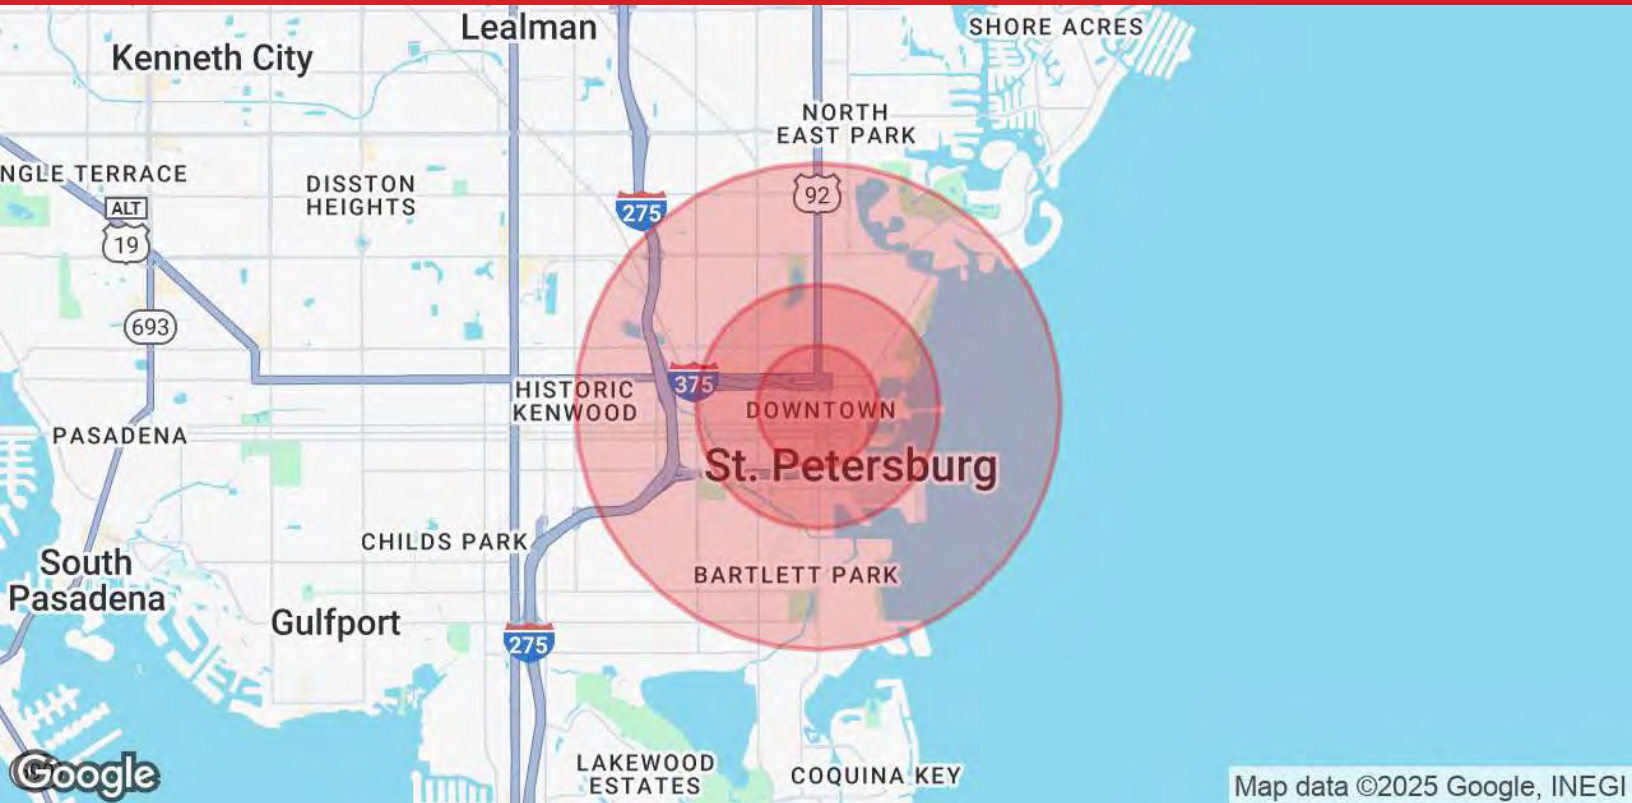 Lealman
SHORE ACRES
Kenneth City
NORTH
EAST PARK
NGLE TERRACE
DISSTON
HEIGHTS
ALT
19
92
275
693
375
HISTORIC
KENWOOD
DOWNTOWN
PASADENA
St. Petersburg
CHILDS PARK
South
Pasadena
BARTLETT PARK
Gulfport
275
LAKEWOOD
ESTATES
COQUINA KEY
Google
Map data ©2025 Google, INEGI